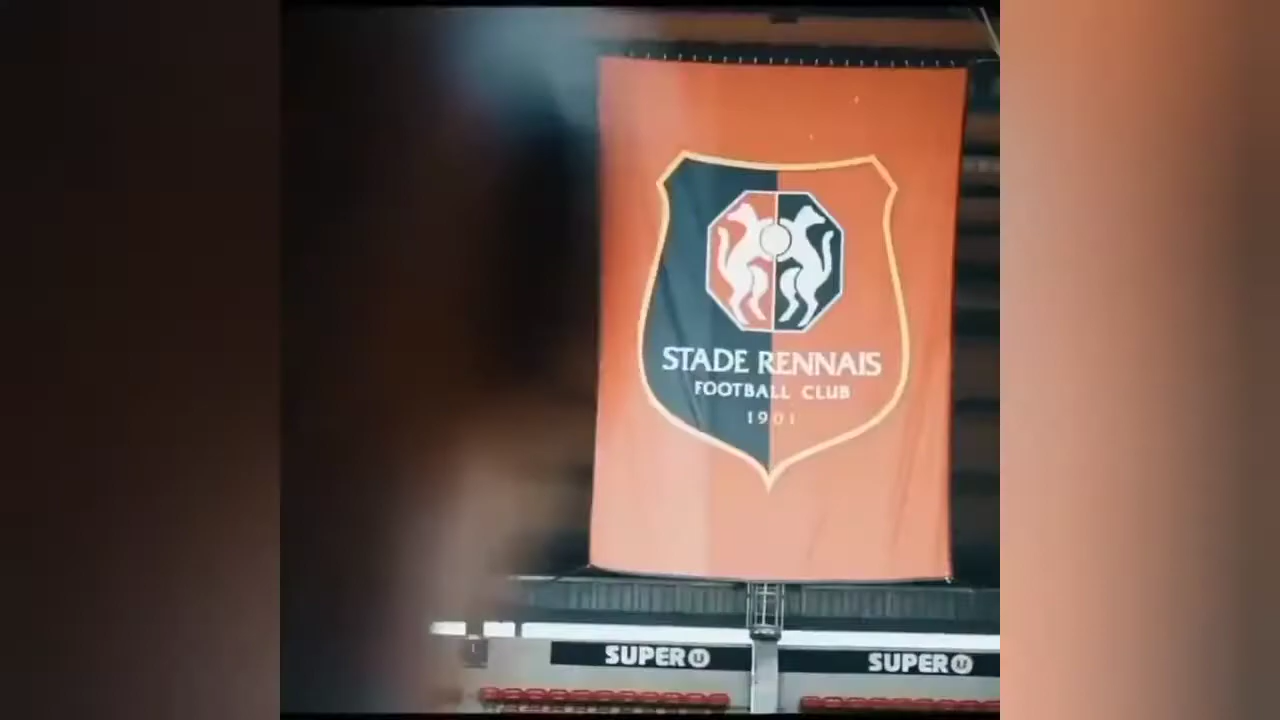 STADE RENNAIS
FOOTBALL CLUB
1901
SUPER U
SUPER U